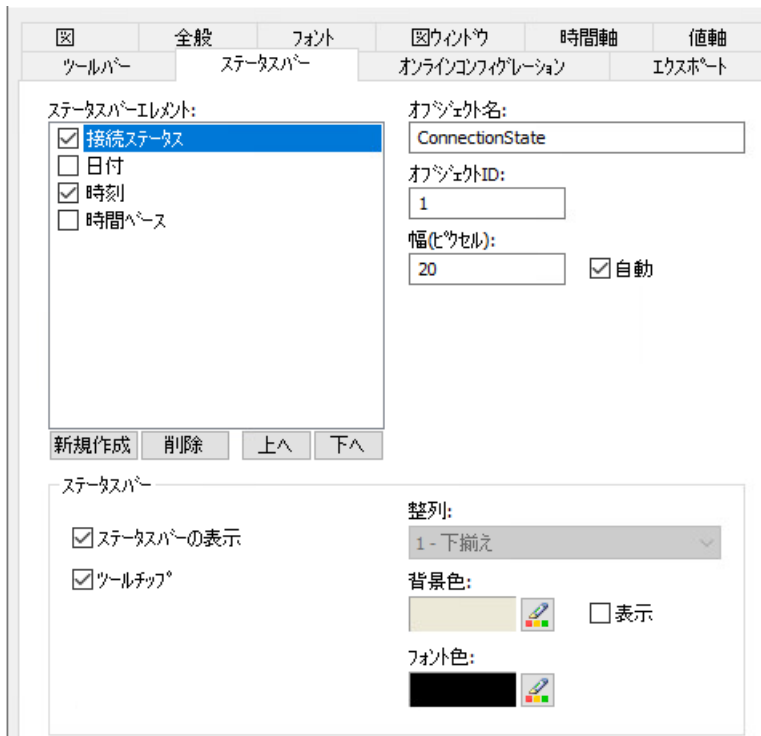 図 全般 フォント 図ウィンドウ 時間軸 値軸
ツールバー ステータスバー オンラインコンフィグレーション エクスポート
ステータスバーエレメント:
接続ステータス
日付
時刻
時間ベース
新規作成 削除 上へ 下へ
オブジェクト名:
ConnectionState
オブジェクトID:
1
幅(ピクセル):
20 自動
ステータスバー
ステータスバーの表示
ツールチップ
整列:
1 - 下揃え
背景色:
表示
フォント色: